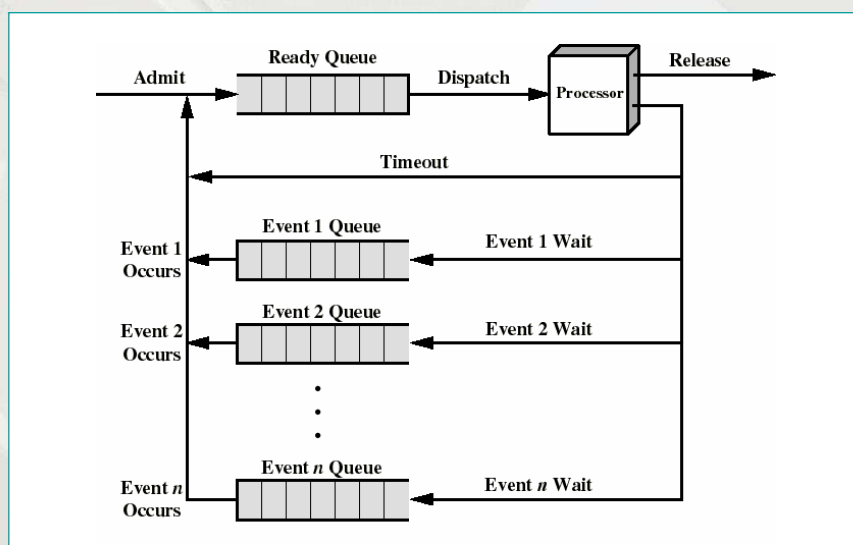 Ready Queue
Admit
Dispatch
Processor
Release
Timeout
Event 1 Queue
Event 1
Occurs
Event 1 Wait
Event 2 Queue
Event 2
Occurs
Event 2 Wait
Event n Queue
Event n
Occurs
Event n Wait